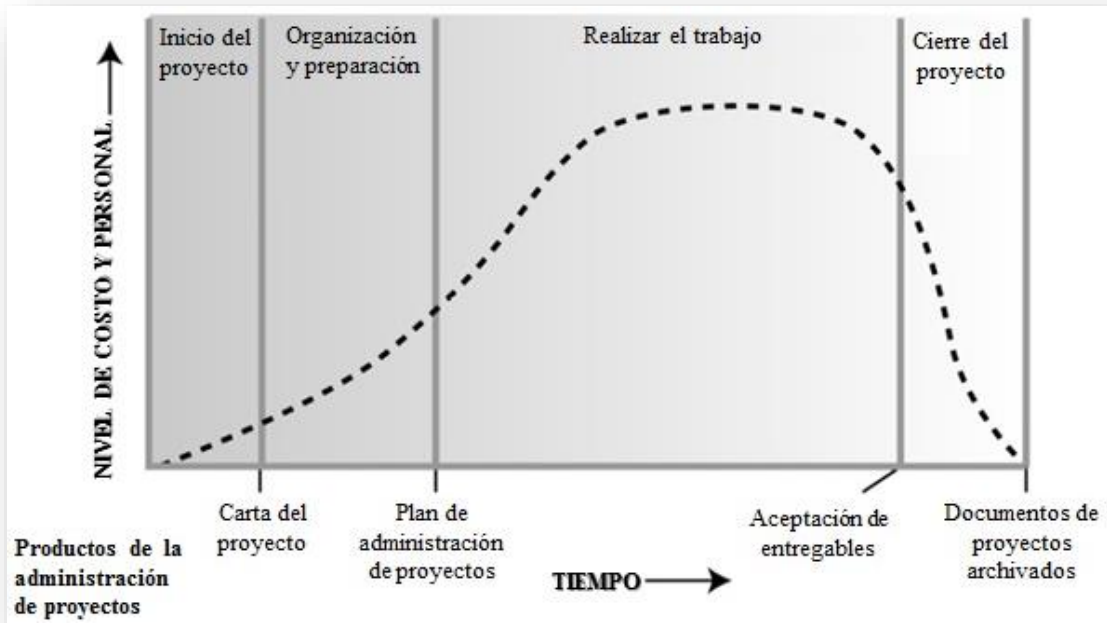 Inicio del
proyecto
Organización
y preparación
Realizar el trabajo
Cierre del
proyecto
NIVEL DE COSTO Y PERSONAL
Carta del
proyecto
Plan de
administración
de proyectos
Aceptación de
entregables
Documentos de
proyectos
archivados
Productos de la
administración
de proyectos
TIEMPO